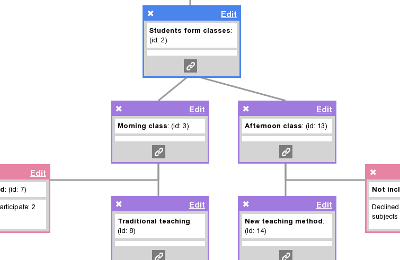 Edit
Students form classes:
(id: 2)
Edit
Morning class: (id: 3)
Edit
Afternoon class: (id: 13)
Edit
d: (id: 7)
articipate: 2
Edit
Traditional teaching
(id: 8)
Edit
New teaching method.
(id: 14)
Not incl
Declined
subjects